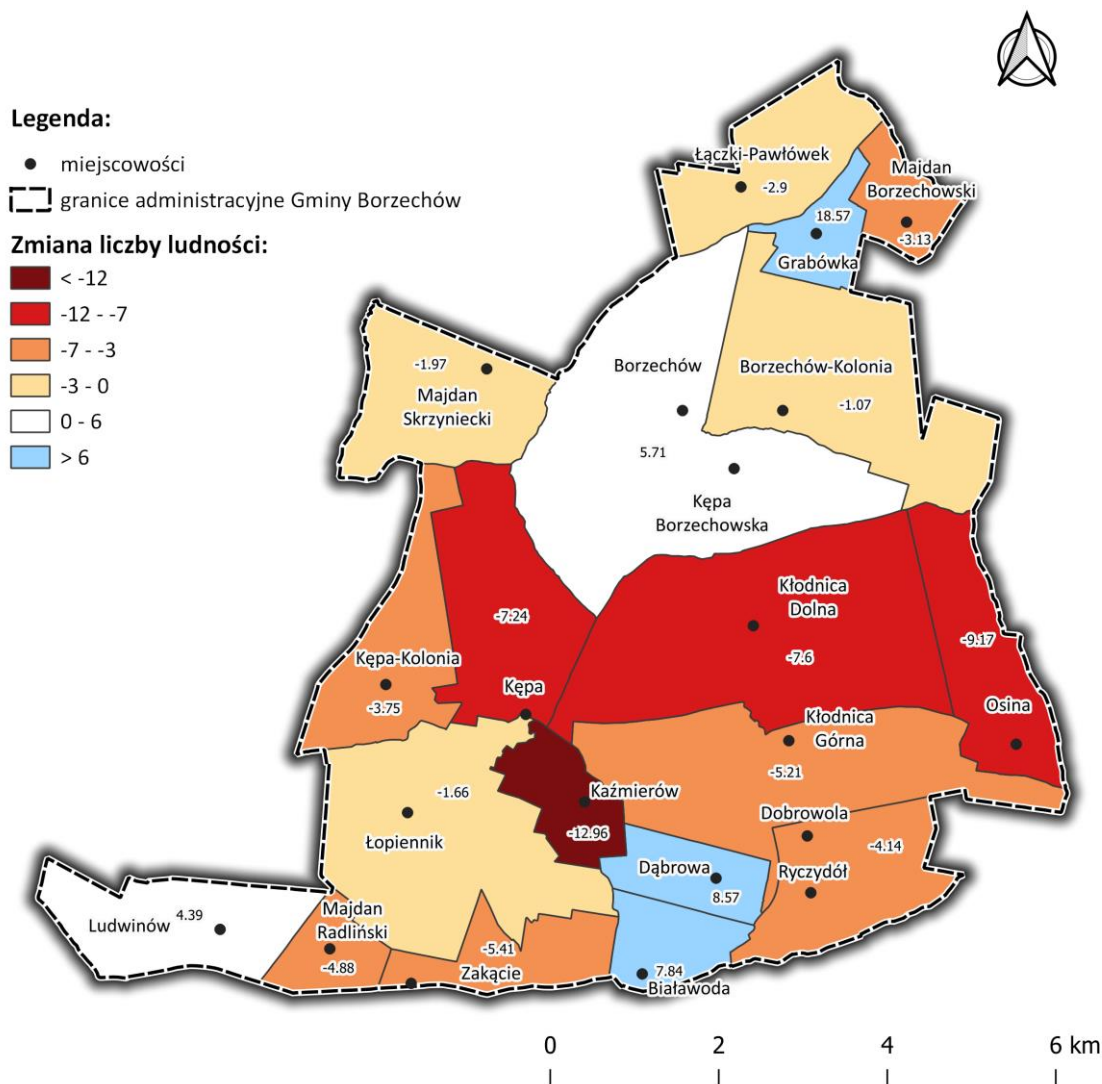 Legenda:
miejscowości
granice administracyjne Gminy Borzechów
Zmiana liczby ludności:
< -12
-12 - -7
-7 - -3
-3 - 0
0 - 6
> 6
Łączki-Pawłówek
-2.9
Majdan
Borzechowski
-3.13
18.57
Grabówka
-1.97
Majdan
Skrzyniecki
Borzechów
Borzechów-Kolonia
-1.07
5.71
Kępa
Borzechowska
Kłodnica
Dolna
-7.6
-7.24
Kępa
-9.17
Osina
Kępa-Kolonia
-3.75
Kłodnica
Górna
-5.21
-1.66
Łopiennik
Kaźmierów
-12.96
Dobrowola
-4.14
Ryczydół
Dąbrowa
8.57
Ludwinów
4.39
Majdan
Radliński
-4.88
-5.41
Zakącie
7.84
Białawoda
0 2 4 6 km